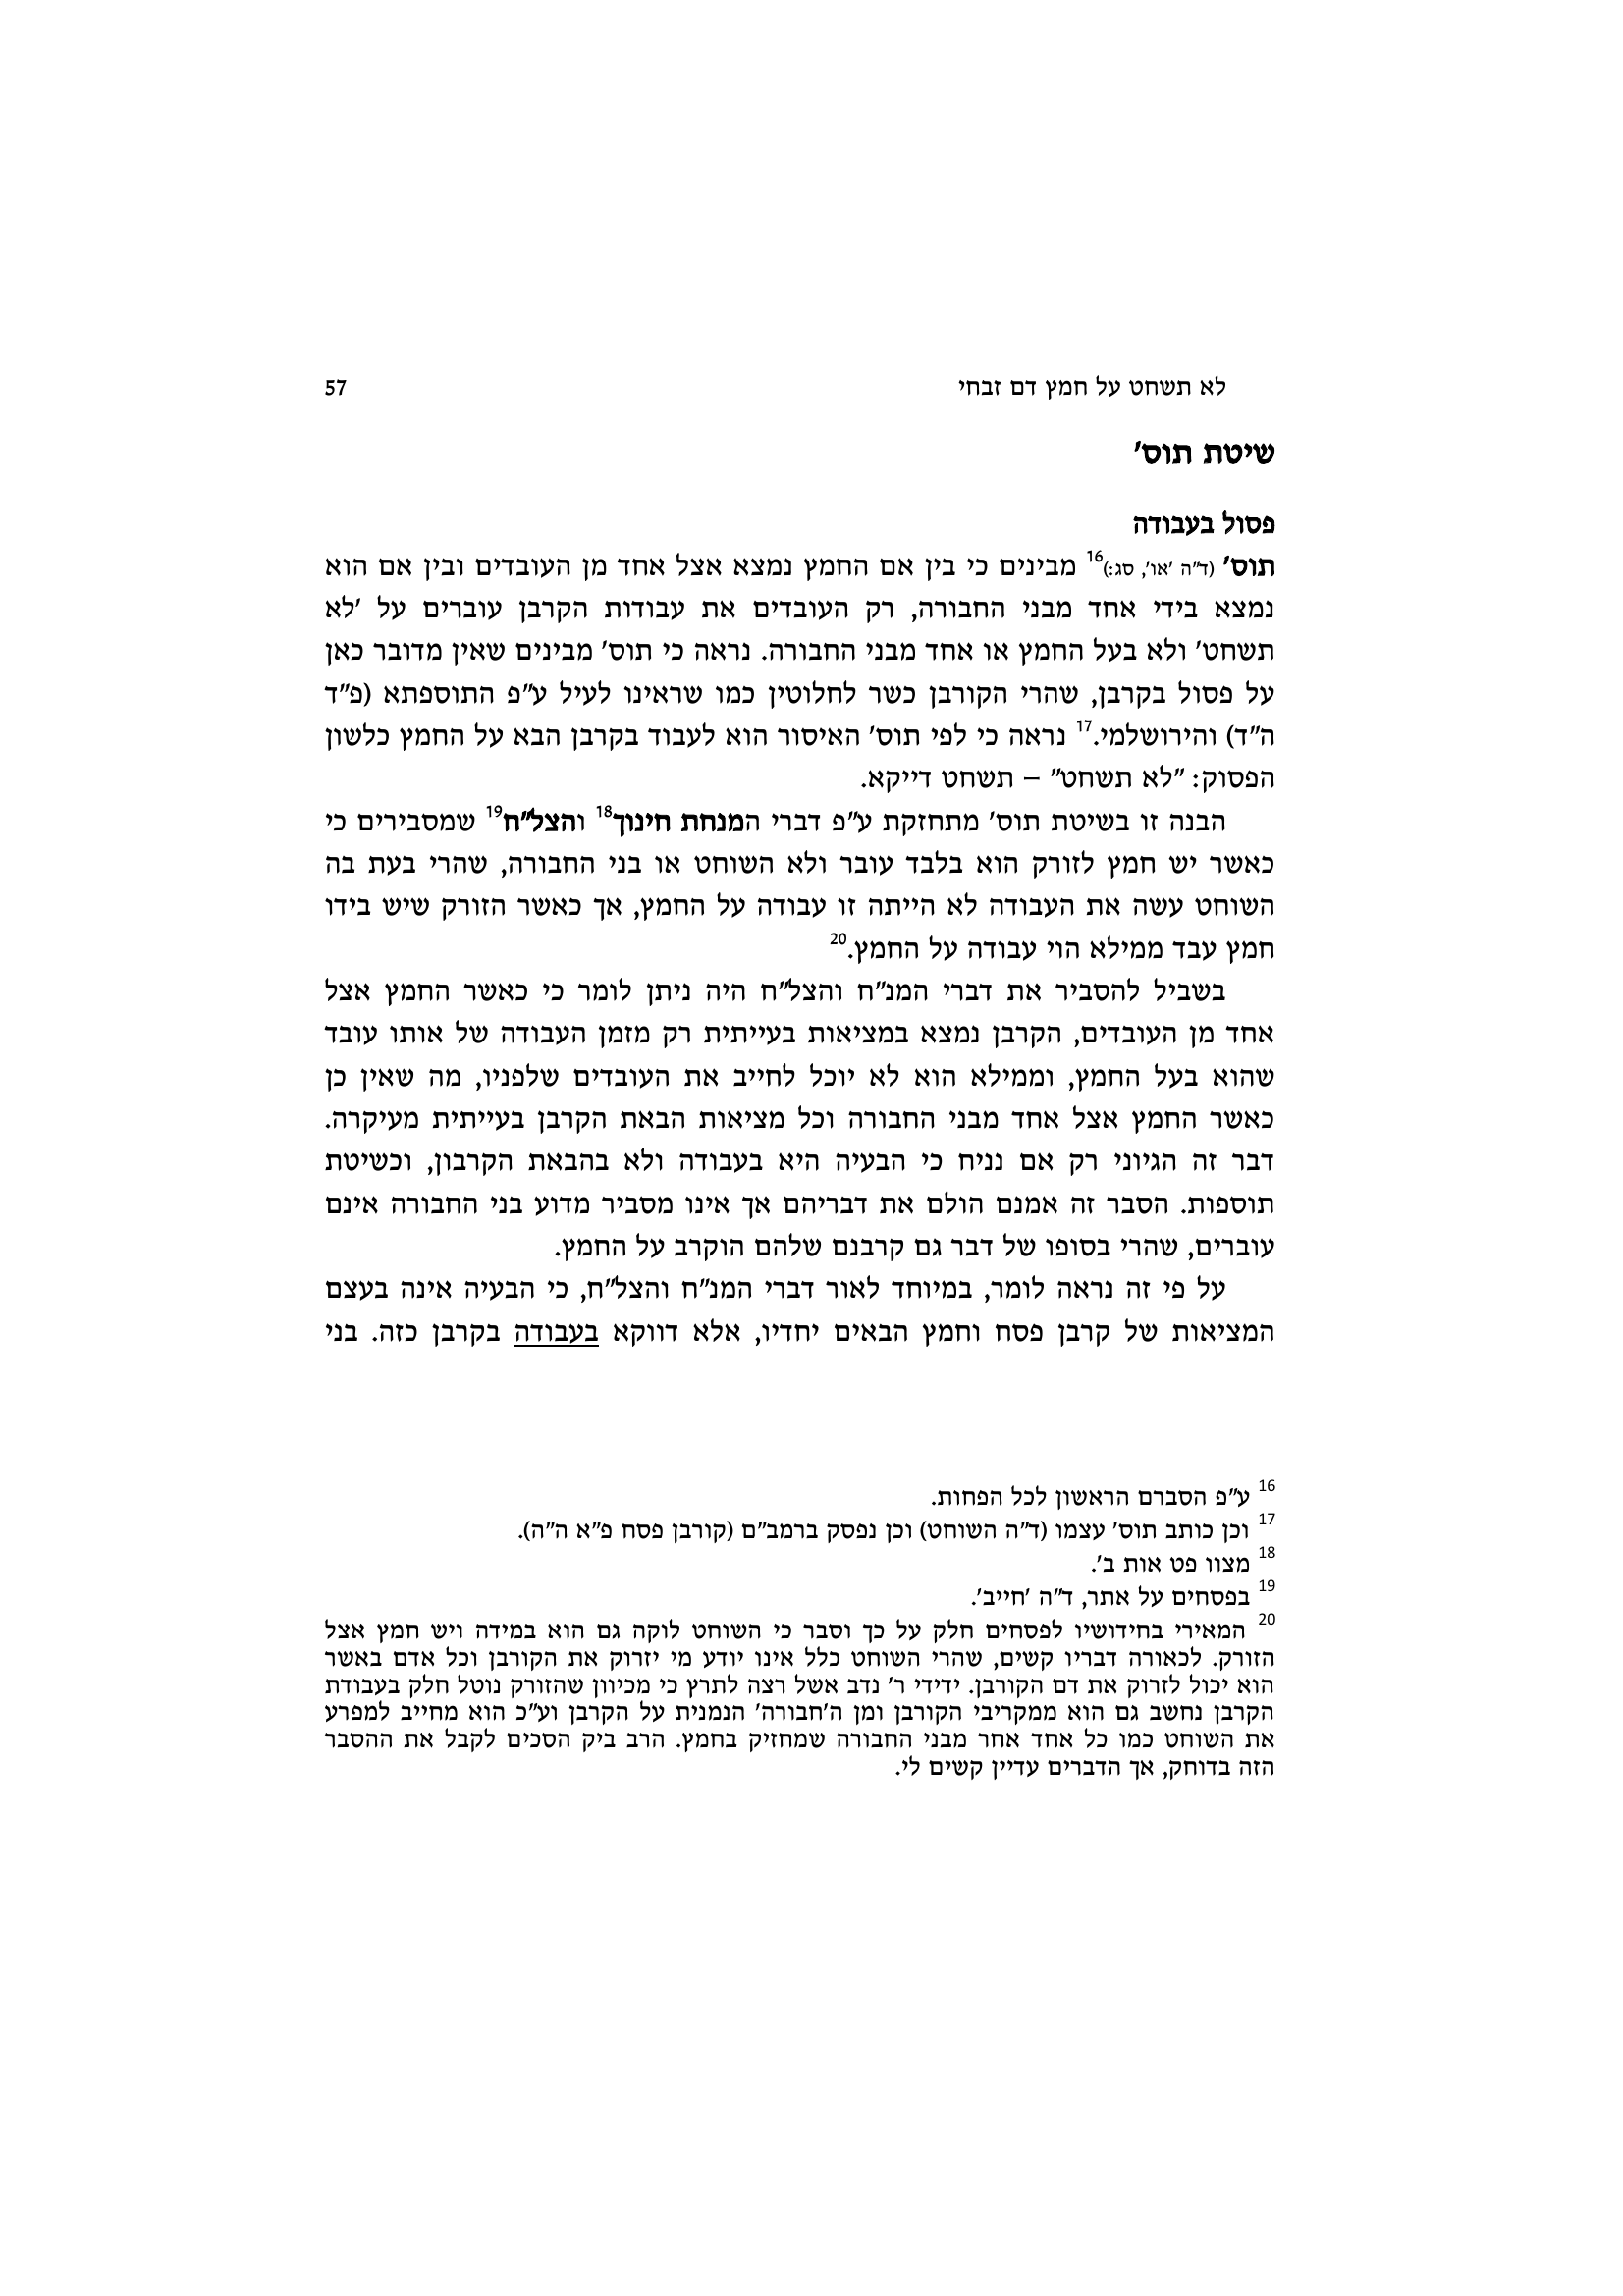 לא תשחט על חמץ דם זבחי 57
שיטת תוס'
פסול בעבודה
תוס' (ד"ה 'או', סג:)16 מבינים כי בין אם החמץ נמצא אצל אחד מן העובדים ובין אם הוא
נמצא בידי אחד מבני החבורה, רק העובדים את עבודות הקרבן עוברים על 'לא
תשחט' ולא בעל החמץ או אחד מבני החבורה. נראה כי תוס' מבינים שאין מדובר כאן
על פסול בקרבן, שהרי הקורבן כשר לחלוטין כמו שראינו לעיל ע"פ התוספתא (פ"ד
ה"ד) והירושלמי.17 נראה כי לפי תוס' האיסור הוא לעבוד בקרבן הבא על החמץ כלשון
הפסוק: "לא תשחט" – תשחט דייקא.
הבנה זו בשיטת תוס' מתחזקת ע"פ דברי המנחת חינוך18 והצל"ח19 שמסבירים כי
כאשר יש חמץ לזורק הוא בלבד עובר ולא השוחט או בני החבורה, שהרי בעת בה
השוחט עשה את העבודה לא הייתה זו עבודה על החמץ, אך כאשר הזורק שיש בידו
חמץ עבד ממילא הוי עבודה על החמץ.20
בשביל להסביר את דברי המנ"ח והצל"ח היה ניתן לומר כי כאשר החמץ אצל
אחד מן העובדים, הקרבן נמצא במציאות בעייתית רק מזמן העבודה של אותו עובד
שהוא בעל החמץ, וממילא הוא לא יוכל לחייב את העובדים שלפניו, מה שאין כן
כאשר החמץ אצל אחד מבני החבורה וכל מציאות הבאת הקרבן בעייתית מעיקרה.
דבר זה הגיוני רק אם נניח כי הבעיה היא בעבודה ולא בהבאת הקרבון, וכשיטת
תוספות. הסבר זה אמנם הולם את דבריהם אך אינו מסביר מדוע בני החבורה אינם
עוברים, שהרי בסופו של דבר גם קרבנם שלהם הוקרב על החמץ.
על פי זה נראה לומר, במיוחד לאור דברי המנ"ח והצל"ח, כי הבעיה אינה בעצם
המציאות של קרבן פסח וחמץ הבאים יחדיו, אלא דווקא בעבודה בקרבן כזה. בני
16 ע"פ הסברם הראשון לכל הפחות.
17 וכן כותב תוס' עצמו (ד"ה השוחט) וכן נפסק ברמב"ם (קורבן פסח פ"א ה"ה).
18 מצוו פט אות ב'.
19 בפסחים על אתר, ד"ה 'חייב'.
20 המאירי בחידושיו לפסחים חלק על כך וסבר כי השוחט לוקה גם הוא במידה ויש חמץ אצל
הזורק. לכאורה דבריו קשים, שהרי השוחט כלל אינו יודע מי יזרוק את הקורבן וכל אדם באשר
הוא יכול לזרוק את דם הקורבן. ידידי ר' נדב אשל רצה לתרץ כי מכיוון שהזורק נוטל חלק בעבודת
הקרבן נחשב גם הוא ממקריבי הקורבן ומן ה'חבורה' הנמנית על הקרבן וע"כ הוא מחייב למפרע
את השוחט כמו כל אחד אחר מבני החבורה שמחזיק בחמץ. הרב ביק הסכים לקבל את ההסבר
הזה בדוחק, אך הדברים עדיין קשים לי.